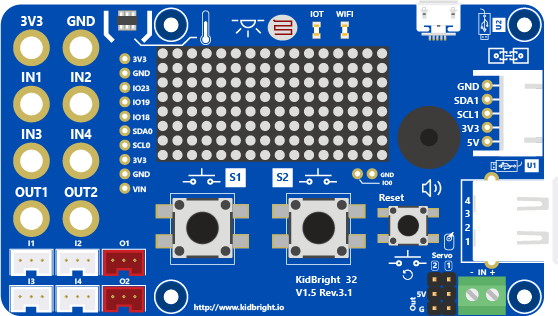 3V3 GND
IN1 IN2
IN3 IN4
OUT1 OUT2
I1 I2 O1
I3 I4 O2
3V3
GND
IO23
IO19
IO18
SDA0
SCL0
3V3
GND
VIN
IOT WIFI
S1 S2
GND
IO0
Reset
KidBright 32
V1.5 Rev.3.1
http://www.kidbright.io
U2
GND
SDA1
SCL1
3V3
5V
U1
4
3
2
1
Servo
2 1
Out
5V
G
- IN +